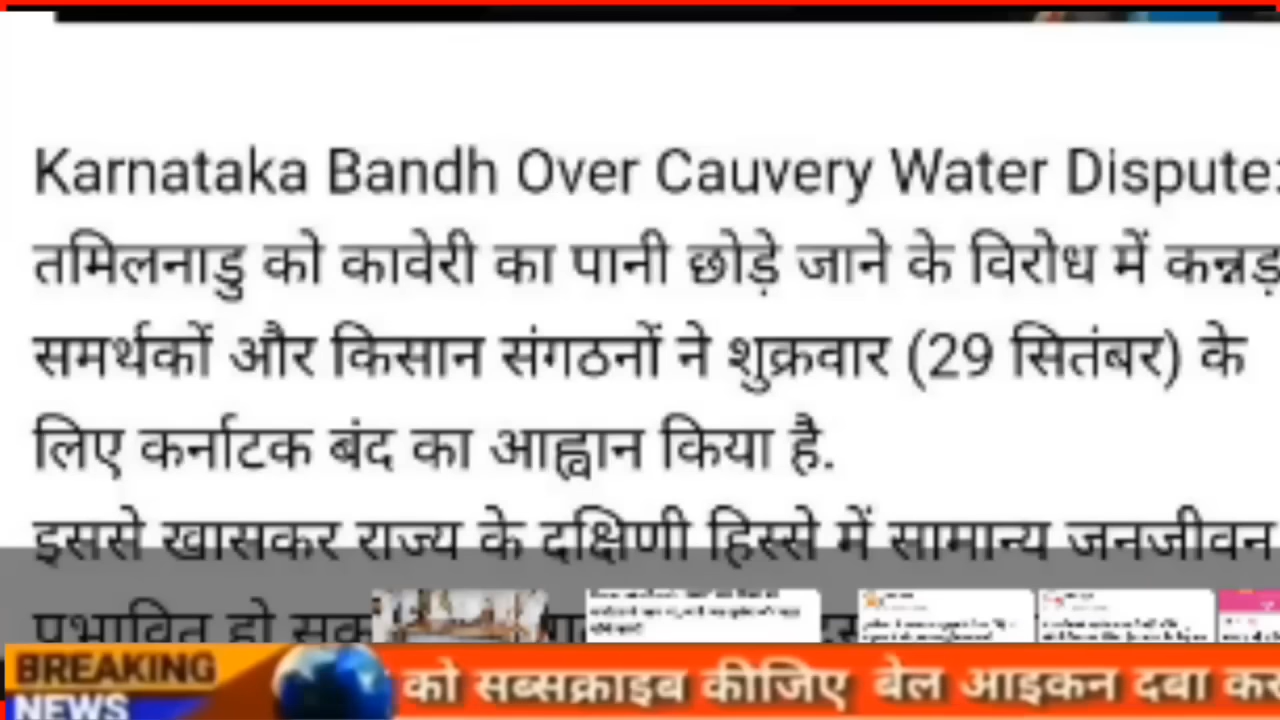 Karnataka Bandh Over Cauvery Water Dispute:
तमिलनाडु को कावेरी का पानी छोड़े जाने के विरोध में कन्नड़
समर्थकों और किसान संगठनों ने शुक्रवार (29 सितंबर) के
लिए कर्नाटक बंद का आह्वान किया है.
इससे खासकर राज्य के दक्षिणी हिस्से में सामान्य जनजीवन
प्रभावित हो
BREAKING
NEWS
को सब्सक्राइब कीजिए बेल आइकन दबा कर